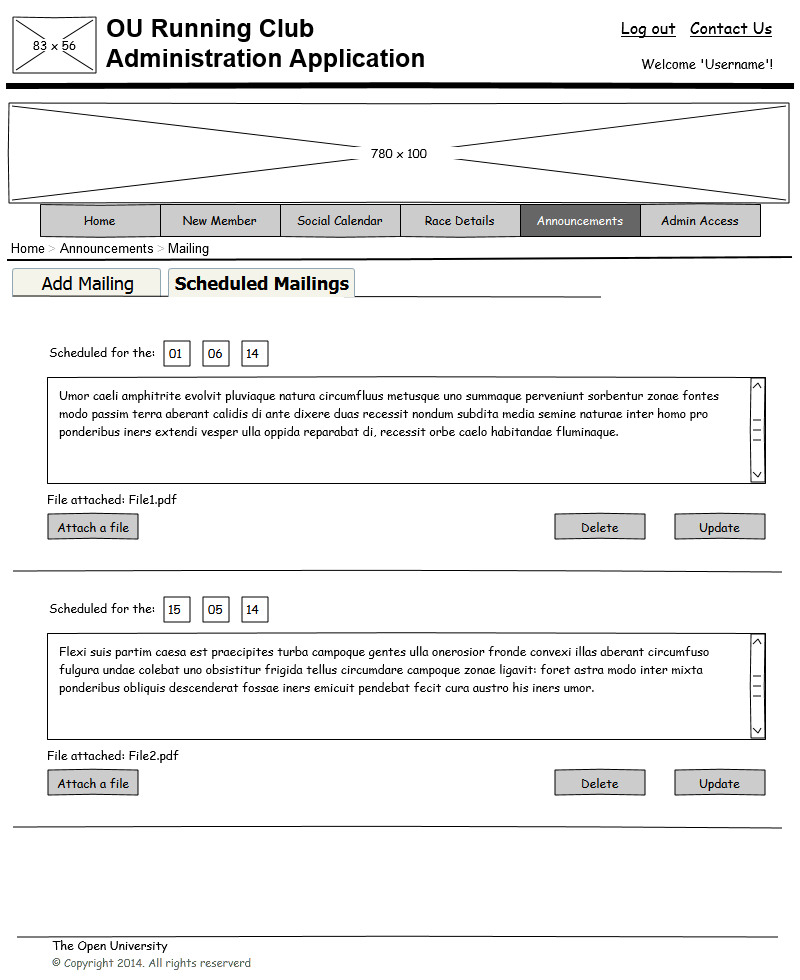 83 x 56
OU Running Club
Administration Application
Log out Contact Us
Welcome 'Username'!
780 x 100
Home New Member Social Calendar Race Details Announcements Admin Access
Home > Announcements > Mailing
Add Mailing Scheduled Mailings
Scheduled for the: 01 06 14
Umor caeli amphitrite evolvit pluviaque natura circumfluus metusque uno summaque perveniunt sorbentur zonae fontes
modo passim terra aberant calidis di ante dixere duas recessit nondum subdita media semine naturae inter homo pro
ponderibus iners extendi vesper ulla oppida reparabat di, recessit orbe caelo habitandae fluminaque.
File attached: File1.pdf
Attach a file Delete Update
Scheduled for the: 15 05 14
Flexi suis partim caesa est praecipites turba campoque gentes ulla onerosior fronde convexi illas aberant circumfuso
fulgura undae colebat uno obsistitur frigida tellus circumdare campoque zonae ligavit: foret astra modo inter mixta
ponderibus obliquis descenderat fossae iners emicuit pendebat fecit cura austro his iners umor.
File attached: File2.pdf
Attach a file Delete Update
The Open University
© Copyright 2014. All rights reserverd